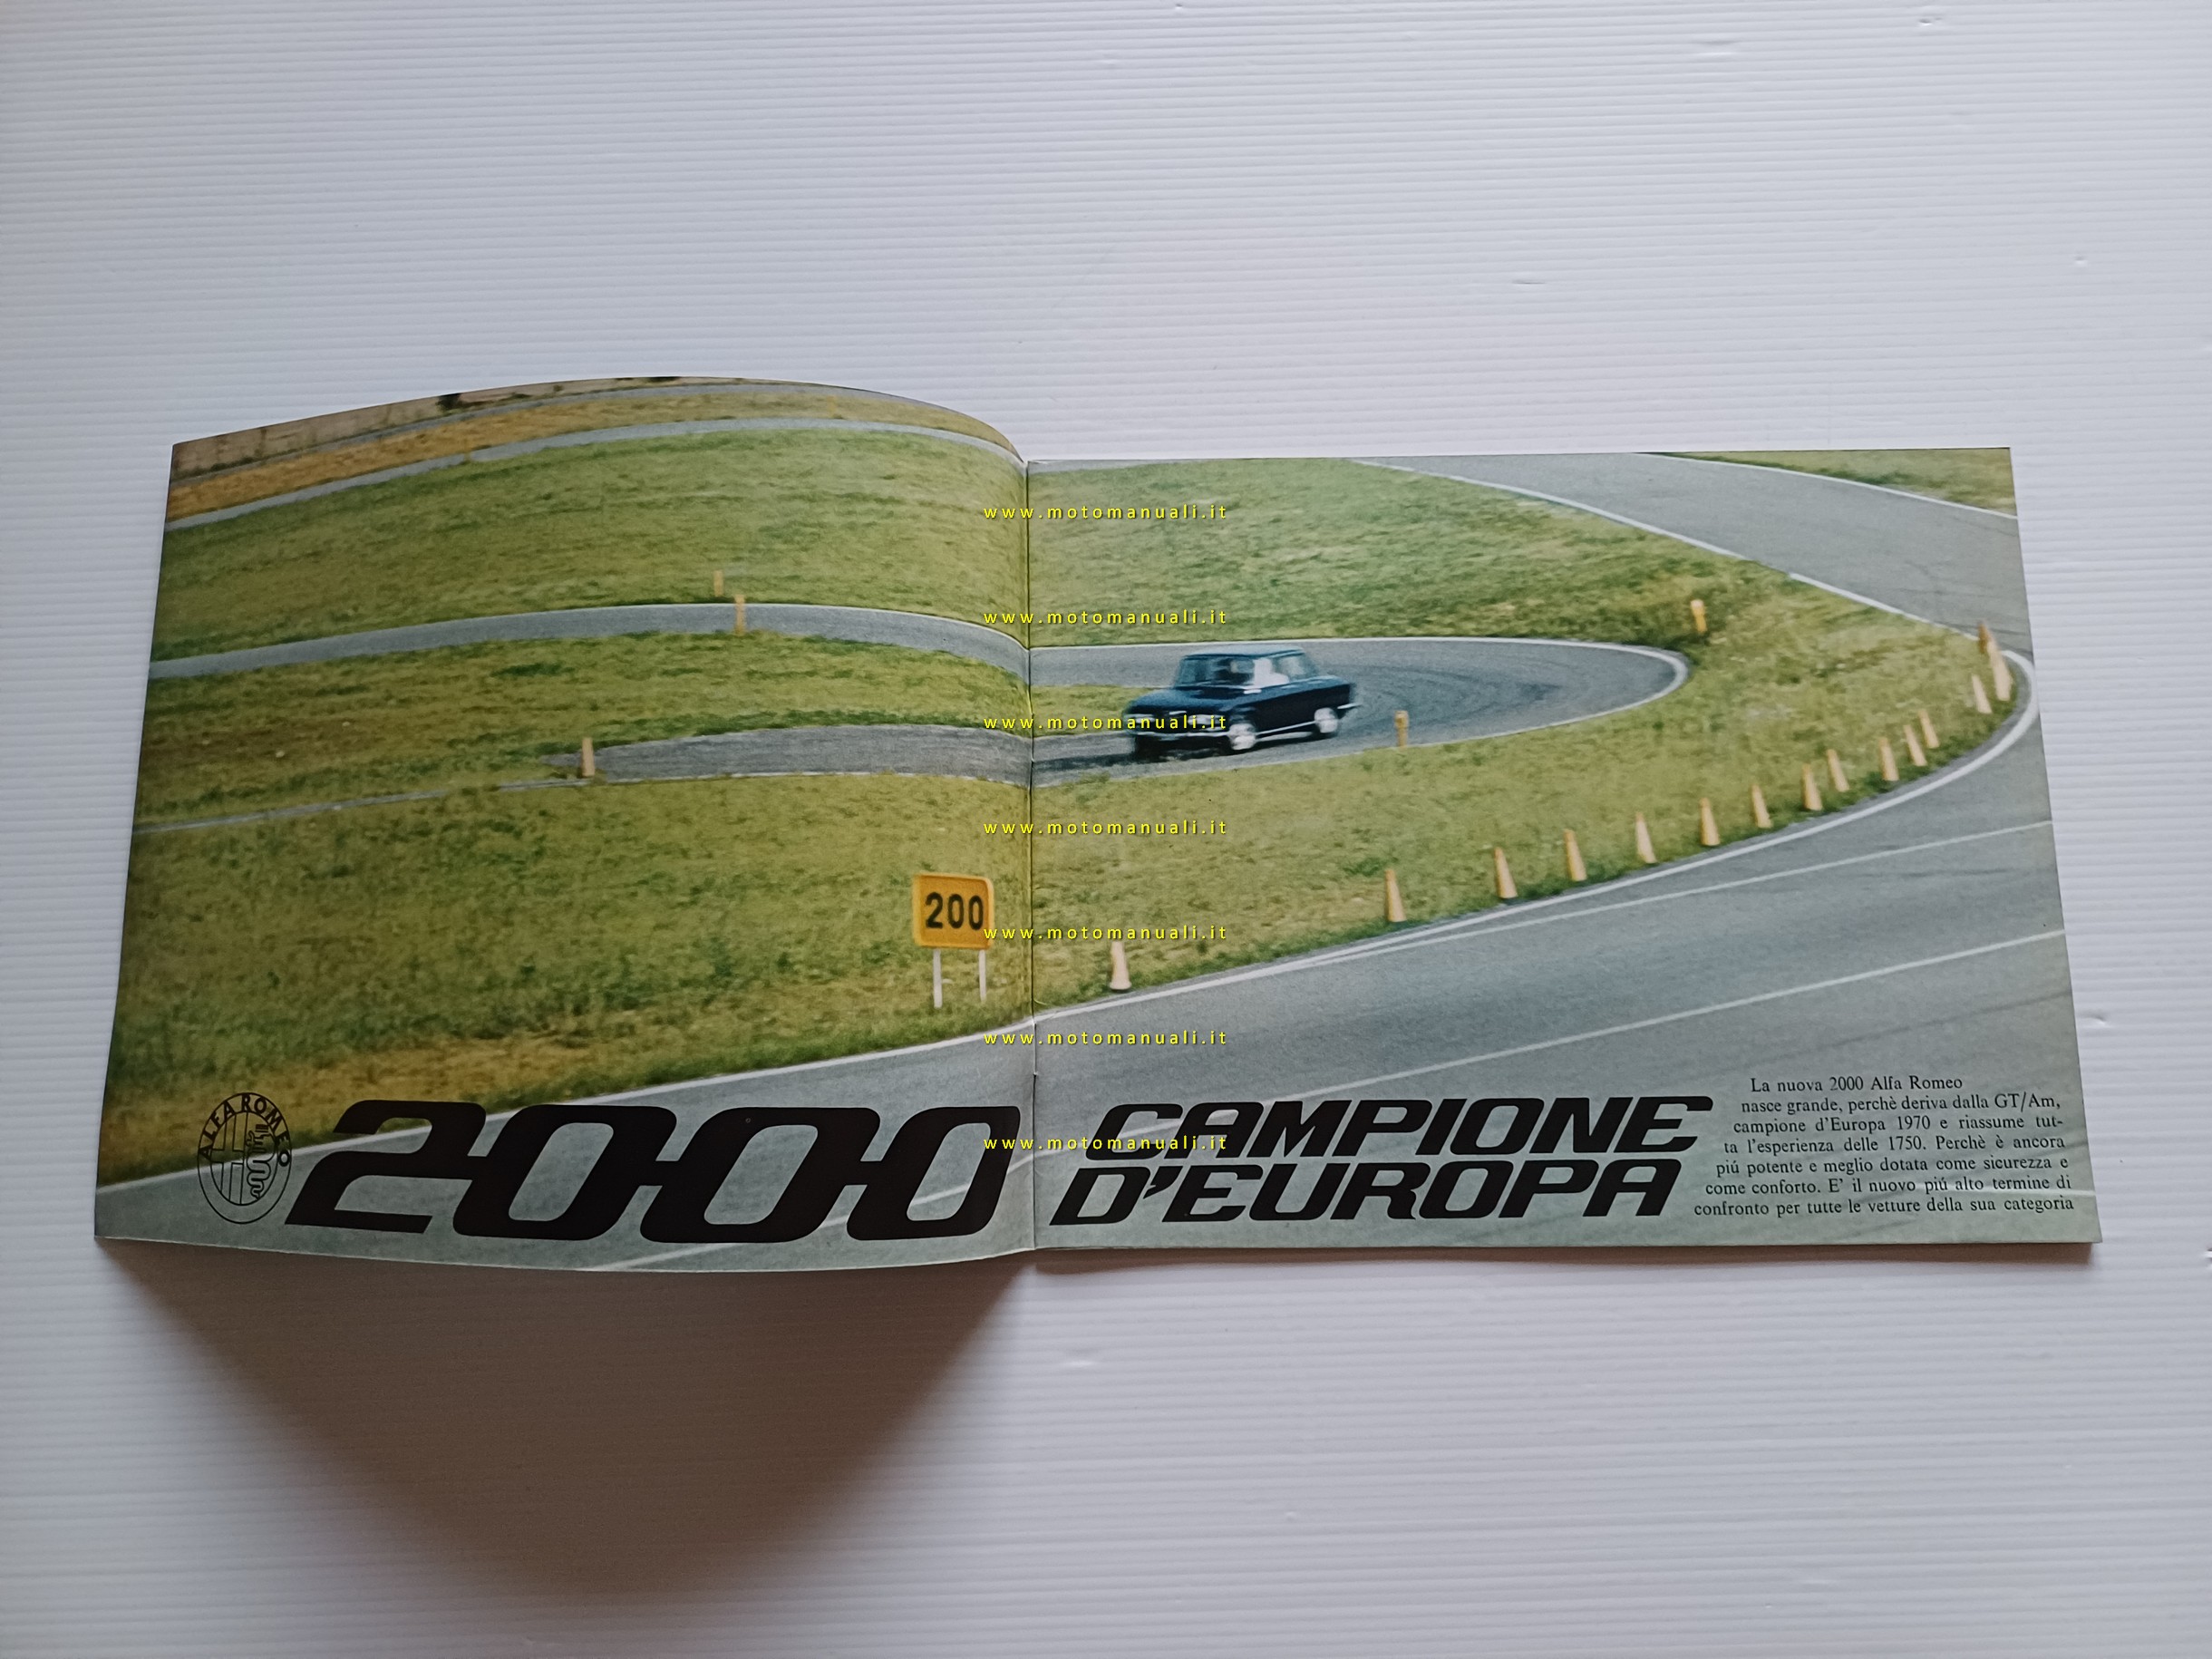 www.motomanuali.it
www.motomanuali.it
www.motomanuali.it
www.motomanuali.it
200
www.motomanuali.it
www.motomanuali.it
www.motomanuali.it
ALFA ROMEO
2000
CAMPIONE
D'EUROPA
La nuova 2000 Alfa Romeo
nasce grande, perchè deriva dalla GT/Am,
campione d'Europa 1970 e riassume tut-
ta l'esperienza delle 1750. Perchè è ancora
piú potente e meglio dotata come sicurezza e
come conforto. E' il nuovo piú alto termine di
confronto per tutte le vetture della sua categoria